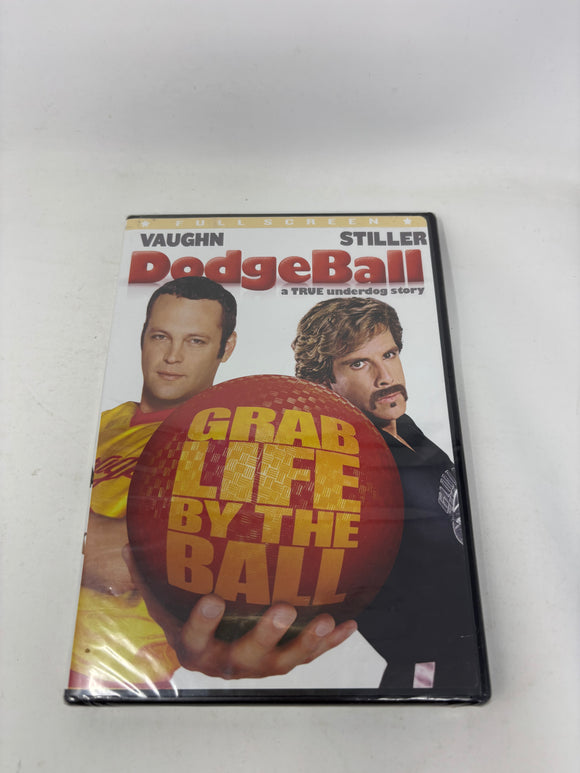 ★ FULL SCREEN ★
VAUGHN STILLER
DodgeBall
a TRUE underdog story
GRAB
LIFE
BY THE
BALL